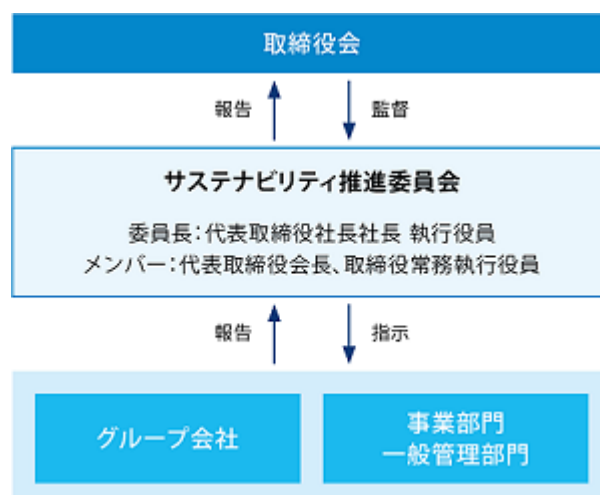 取締役会
報告
監督
サステナビリティ推進委員会
委員長：代表取締役社長社長 執行役員
メンバー：代表取締役会長、取締役常務執行役員
報告
指示
グループ会社
事業部門
一般管理部門